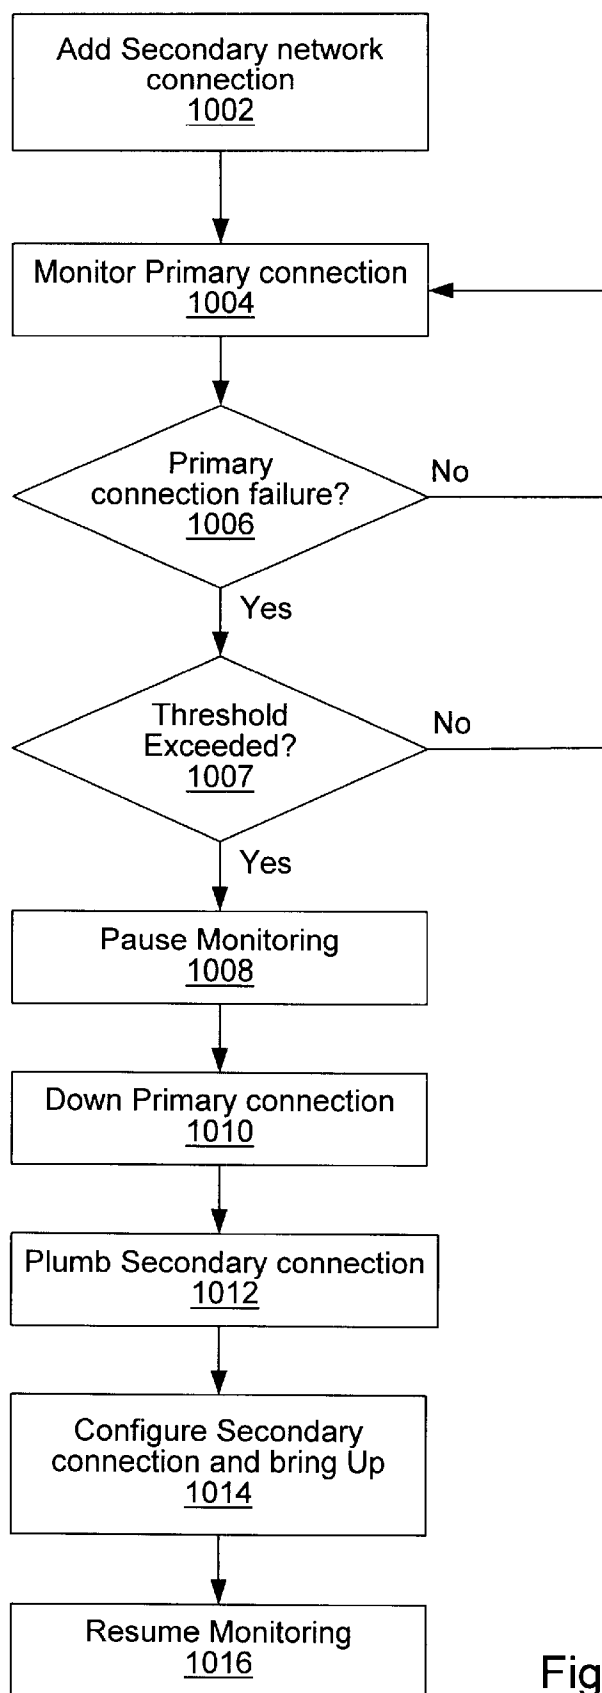 Add Secondary network
connection
1002
Monitor Primary connection
1004
Primary
connection failure?
1006
No
Yes
Threshold
Exceeded?
1007
No
Yes
Pause Monitoring
1008
Down Primary connection
1010
Plumb Secondary connection
1012
Configure Secondary
connection and bring Up
1014
Resume Monitoring
1016
Fig